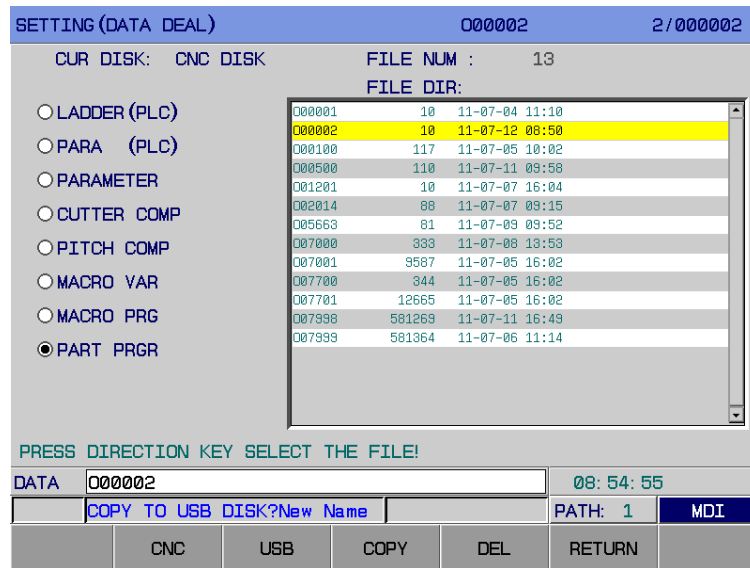 SETTING(DATA DEAL) O00002 2/000002
CUR DISK: CNC DISK FILE NUM : 13
FILE DIR:
LADDER(PLC)
PARA (PLC)
PARAMETER
CUTTER COMP
PITCH COMP
MACRO VAR
MACRO PRG
PART PRGR
O00001 10 11-07-04 11:10
O00002 10 11-07-12 08:50
O00100 117 11-07-05 10:02
O00500 110 11-07-11 09:58
O01201 10 11-07-07 16:04
O02014 88 11-07-07 09:15
O05663 81 11-07-09 09:52
O07000 333 11-07-08 13:53
O07001 9587 11-07-05 16:02
O07700 344 11-07-05 16:02
O07701 12665 11-07-05 16:02
O07998 581269 11-07-11 16:49
O07999 581364 11-07-06 11:14
PRESS DIRECTION KEY SELECT THE FILE!
DATA O00002 08:54:55
COPY TO USB DISK?New Name PATH: 1 MDI
CNC USB COPY DEL RETURN